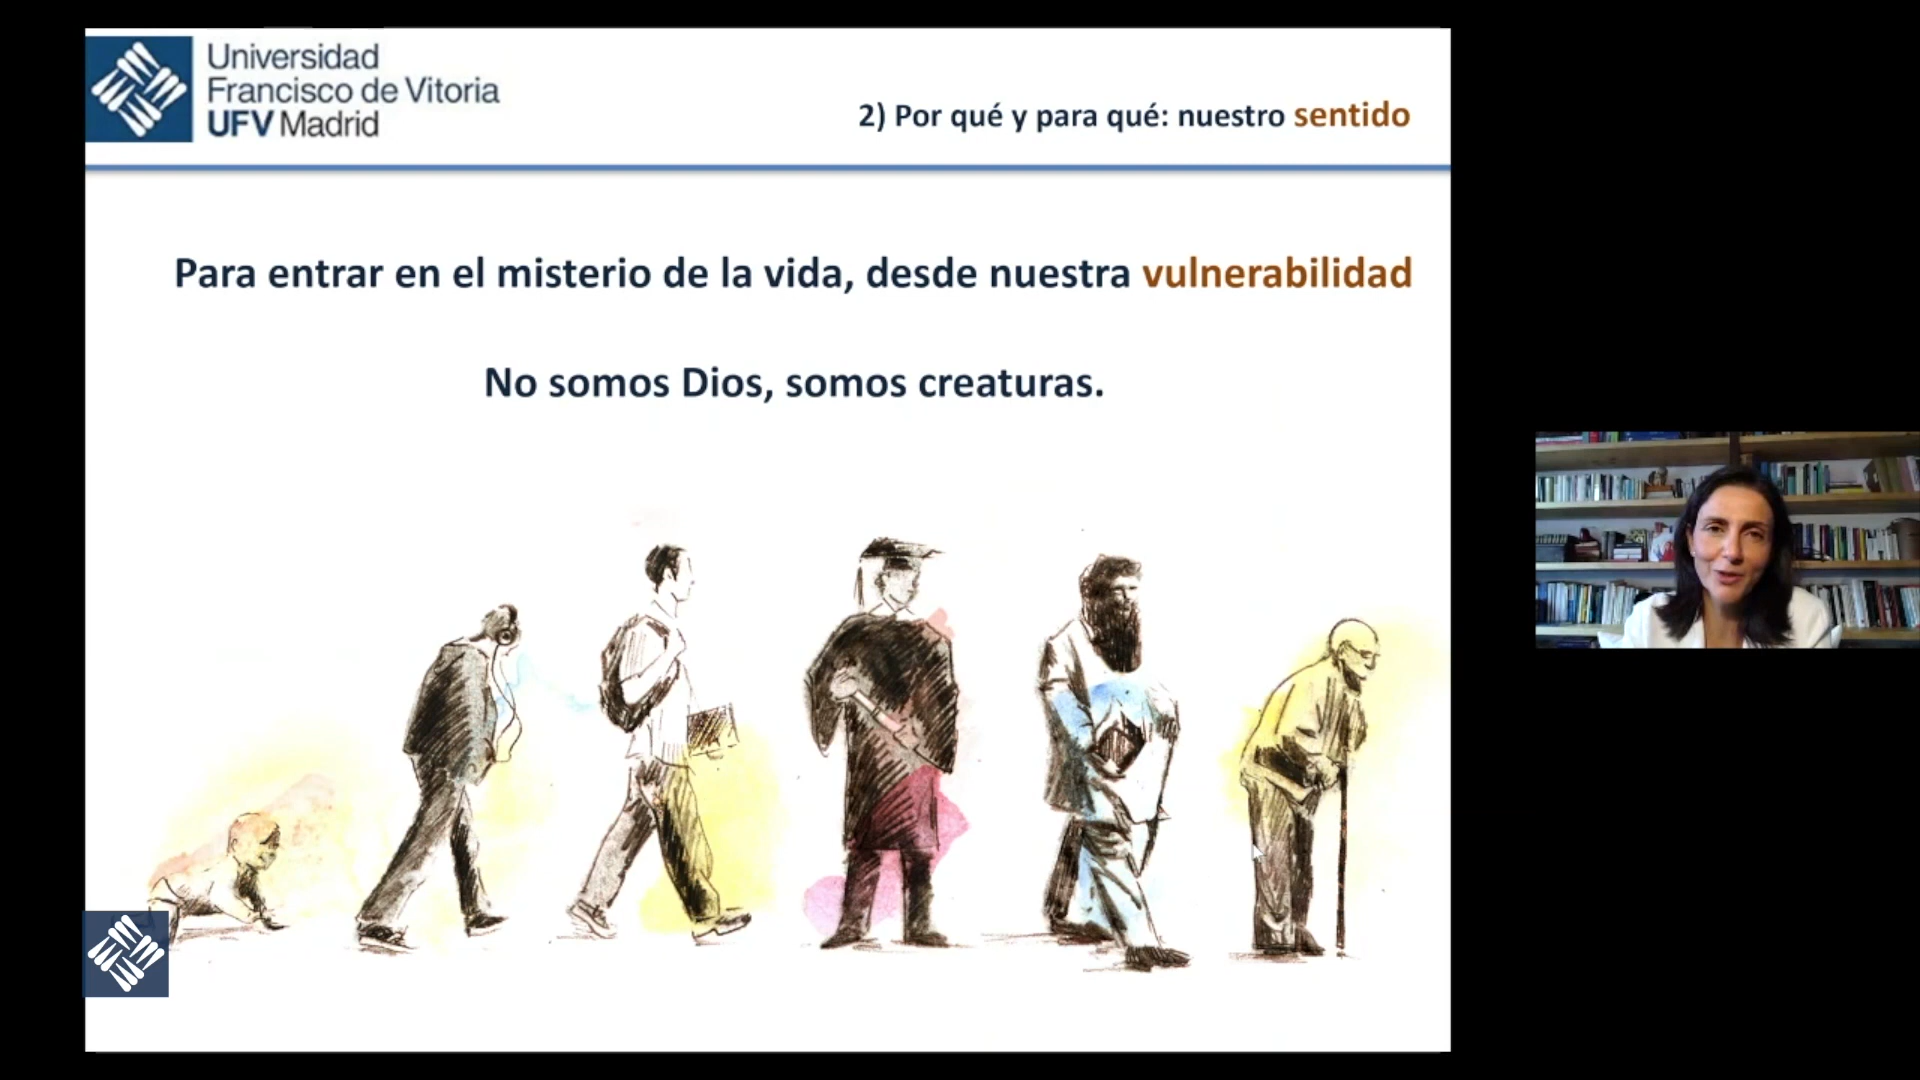 Universidad
Francisco de Vitoria
UFV Madrid
2) Por qué y para qué: nuestro sentido
Para entrar en el misterio de la vida, desde nuestra vulnerabilidad
No somos Dios, somos creaturas.